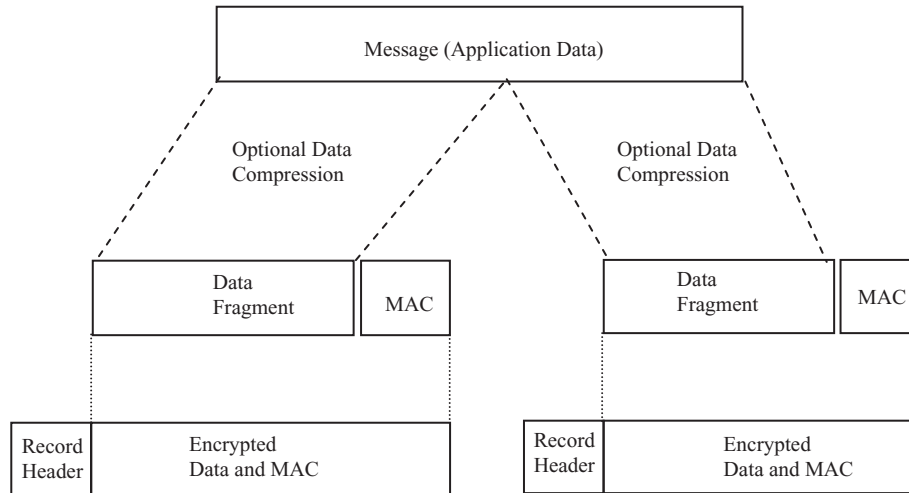 Message (Application Data)
Optional Data
Compression
Optional Data
Compression
Data
Fragment
MAC
Data
Fragment
MAC
Record
Header
Encrypted
Data and MAC
Record
Header
Encrypted
Data and MAC